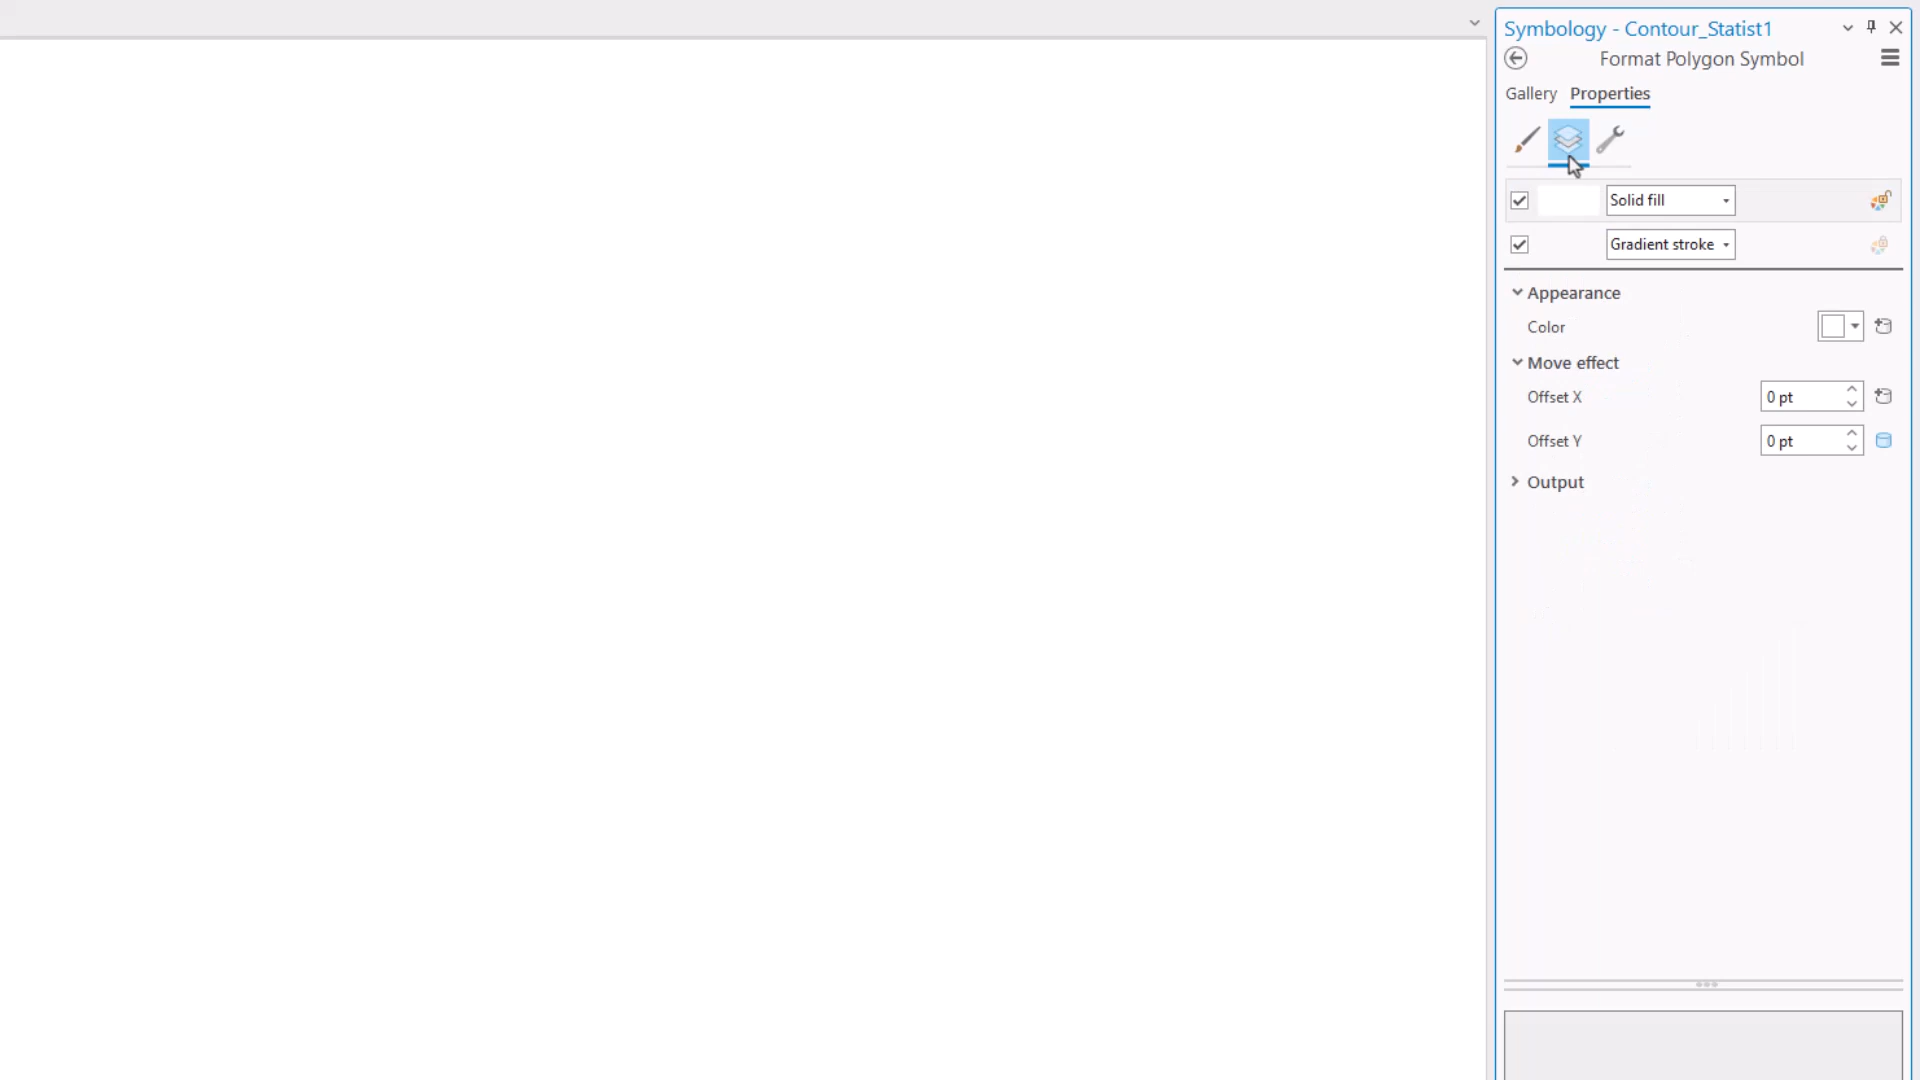 Symbology - Contour_Statist1
Format Polygon Symbol
Gallery Properties
Solid fill
Gradient stroke
Appearance
Color
Move effect
Offset X 0 pt
Offset Y 0 pt
Output